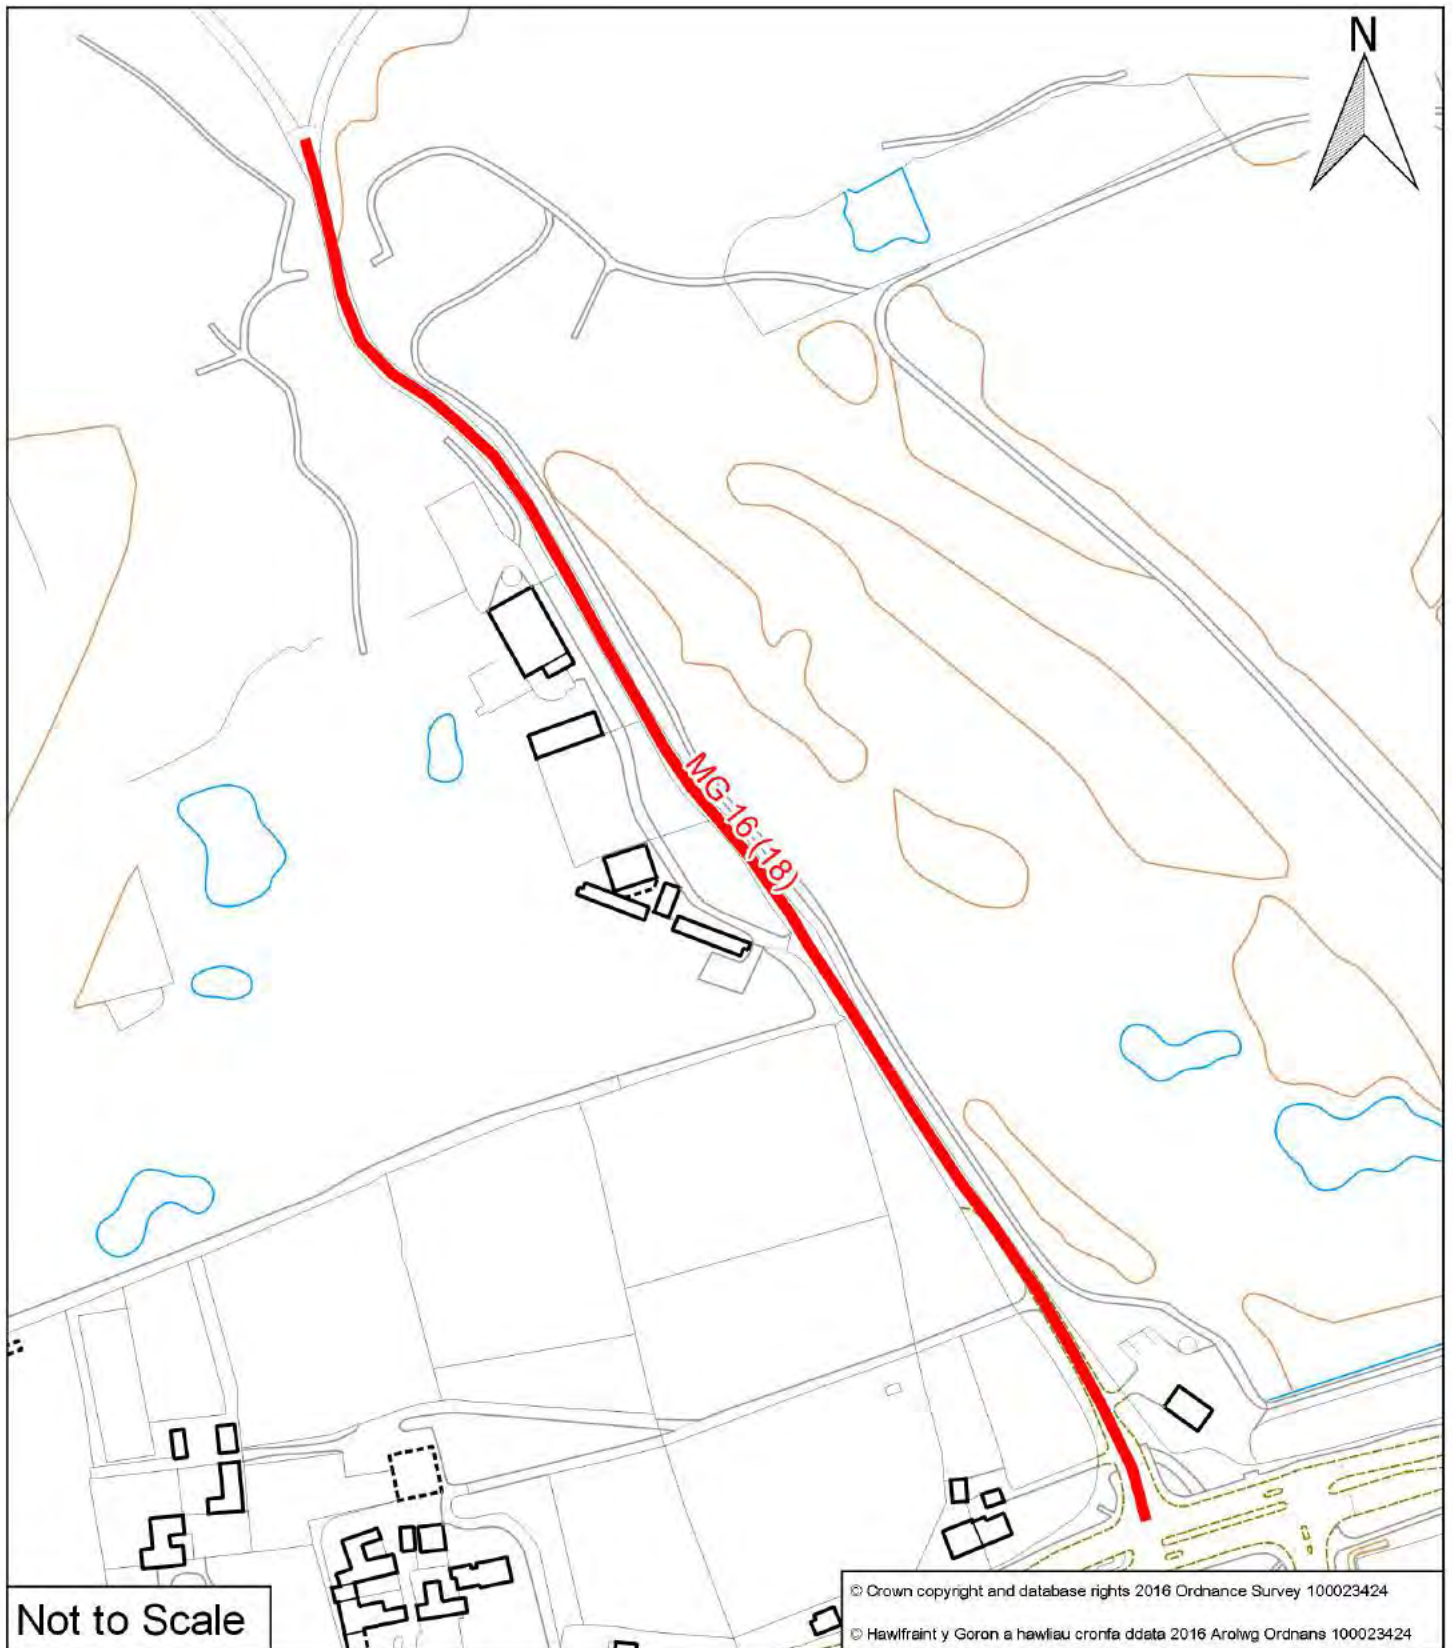 N
MG 16 (18)
Not to Scale
© Crown copyright and database rights 2016 Ordnance Survey 100023424
© Hawlfraint y Goron a hawliau cronfa ddata 2016 Arolwg Ordnans 100023424